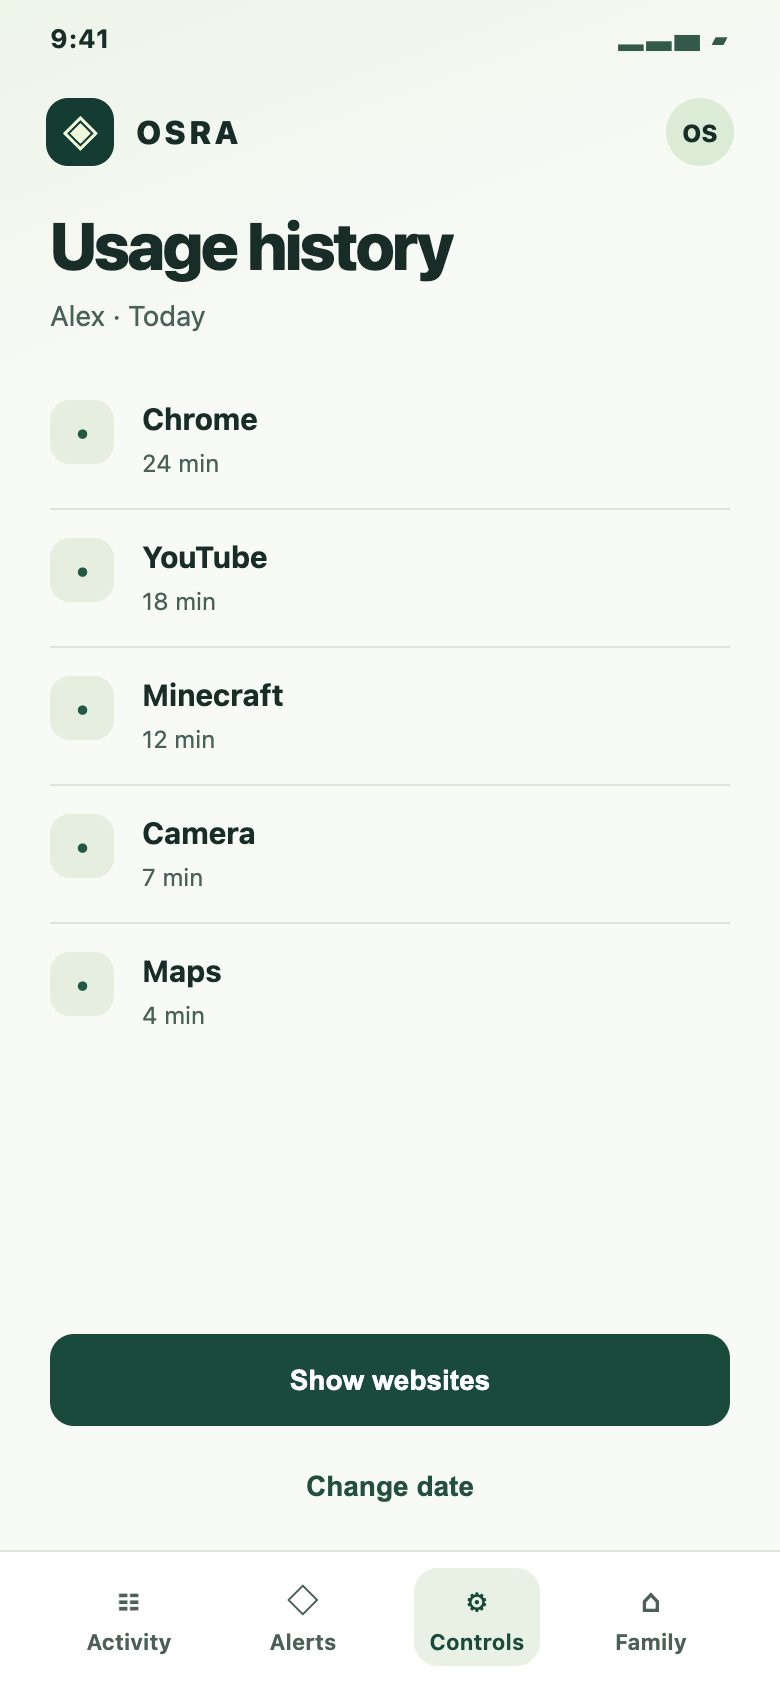 9:41
OSRA
OS
Usage history
Alex · Today
Chrome
24 min
YouTube
18 min
Minecraft
12 min
Camera
7 min
Maps
4 min
Show websites
Change date
Activity
Alerts
Controls
Family